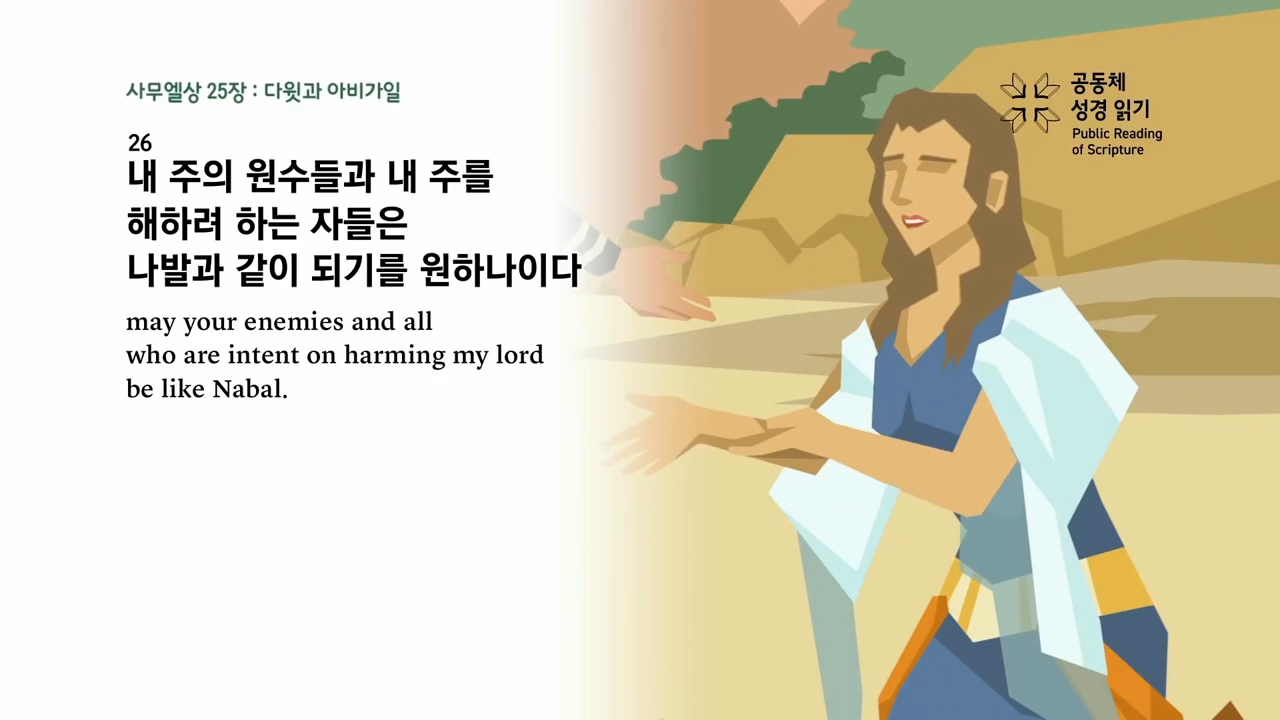 사무엘상 25장 : 다윗과 아비가일
26
내 주의 원수들과 내 주를
해하려 하는 자들은
나발과 같이 되기를 원하나이다
may your enemies and all
who are intent on harming my lord
be like Nabal.
공동체
성경 읽기
Public Reading
of Scripture